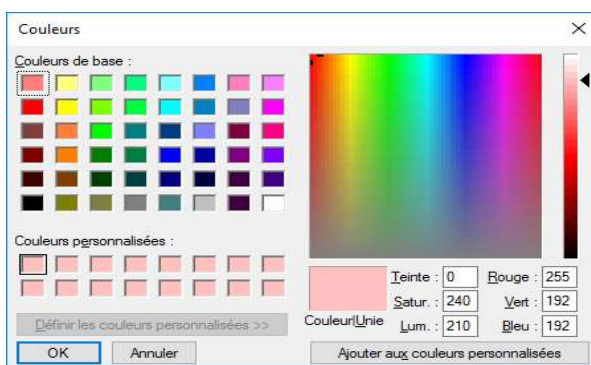 Couleurs
Couleurs de base :
Couleurs personnalisées :
Définir les couleurs personnalisées >>
OK Annuler
Couleur|Unie
Teinte : 0 Rouge : 255
Satur. : 240 Vert : 192
Lum. : 210 Bleu : 192
Ajouter aux couleurs personnalisées